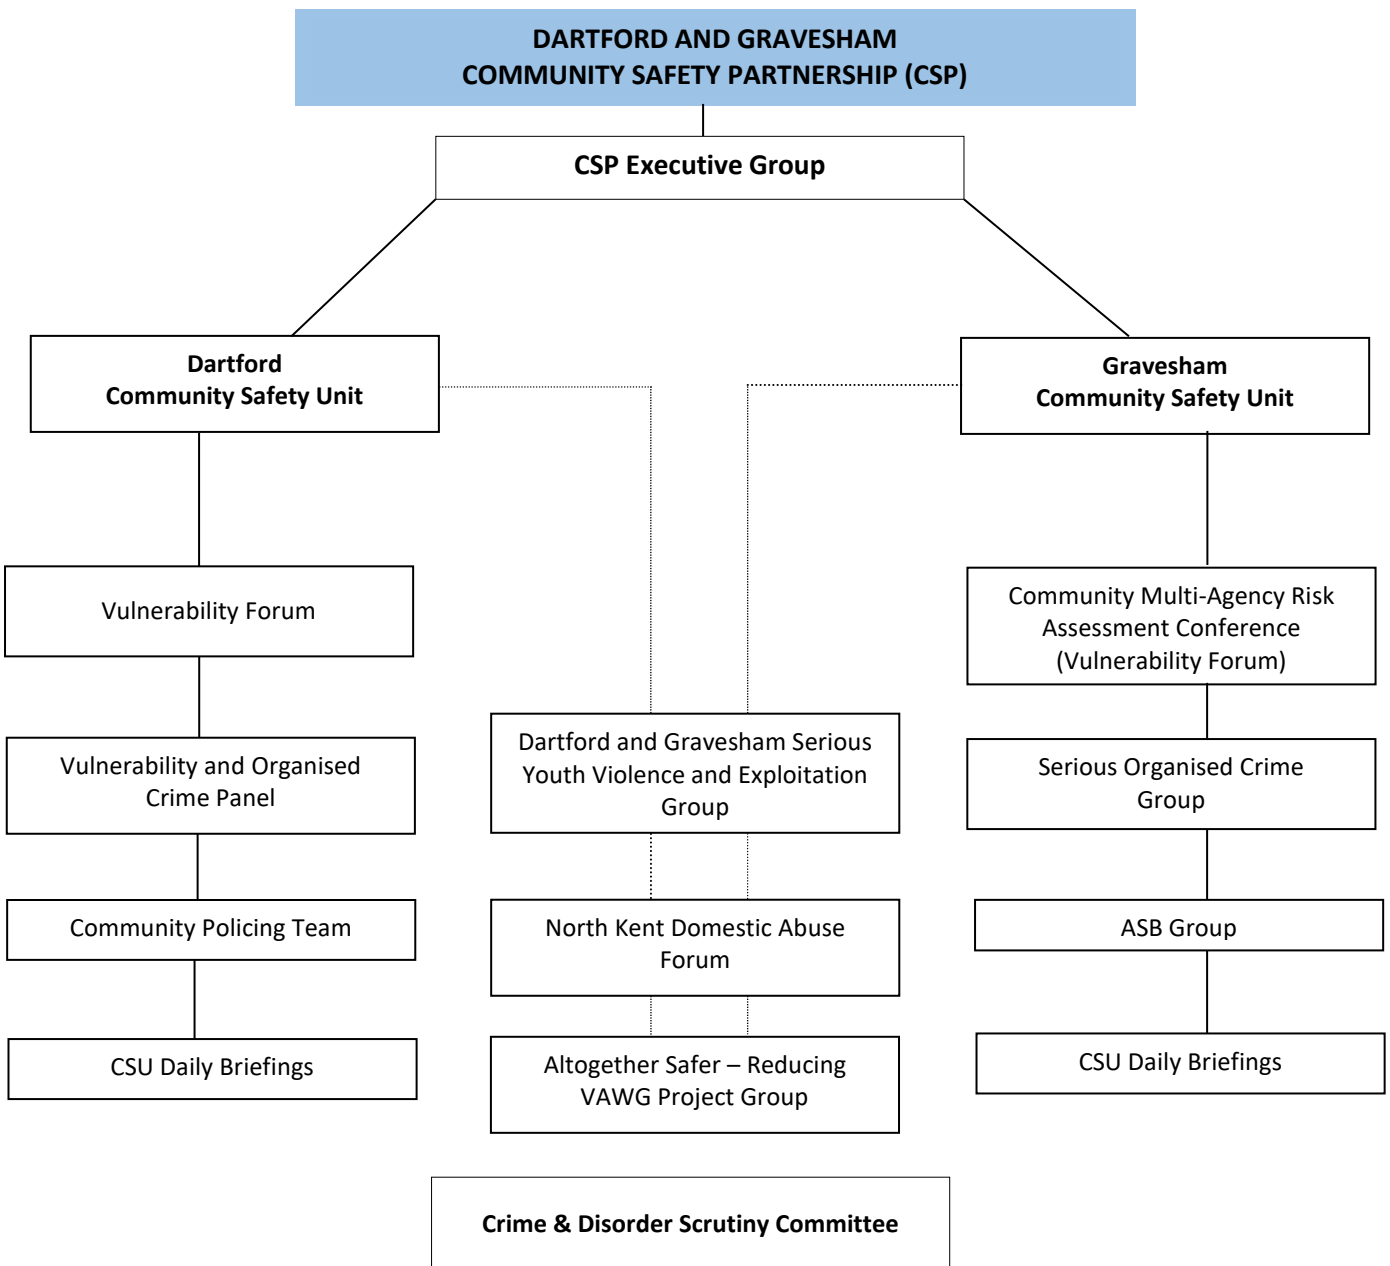 DARTFORD AND GRAVESHAM
COMMUNITY SAFETY PARTNERSHIP (CSP)
CSP Executive Group
Dartford
Community Safety Unit
Gravesham
Community Safety Unit
Vulnerability Forum
Community Multi-Agency Risk
Assessment Conference
(Vulnerability Forum)
Vulnerability and Organised
Crime Panel
Dartford and Gravesham Serious
Youth Violence and Exploitation
Group
Serious Organised Crime
Group
Community Policing Team
North Kent Domestic Abuse
Forum
ASB Group
CSU Daily Briefings
Altogether Safer – Reducing
VAWG Project Group
CSU Daily Briefings
Crime & Disorder Scrutiny Committee